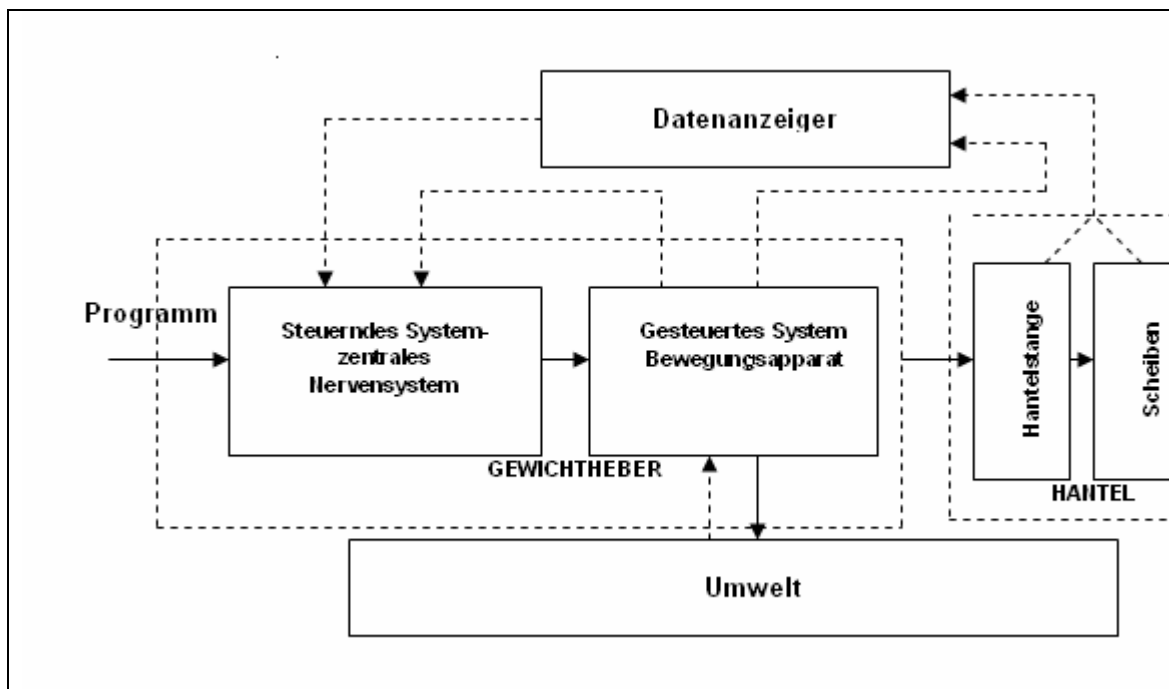 Datenanzeiger
Programm
Steuerndes System-
zentrales
Nervensystem
Gesteuertes System
Bewegungsapparat
GEWICHTHEBER
Hantelstange
Scheiben
HANTEL
Umwelt